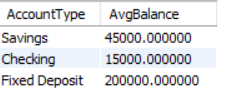 AccountType AvgBalance
Savings 45000.000000
Checking 15000.000000
Fixed Deposit 200000.000000